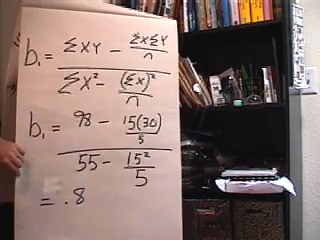 b₁ = ΣXY − ΣXΣY/n
ΣX² − (ΣX)²/n
b₁ = 98 − 15(30)/5
55 − 15²/5
= .8